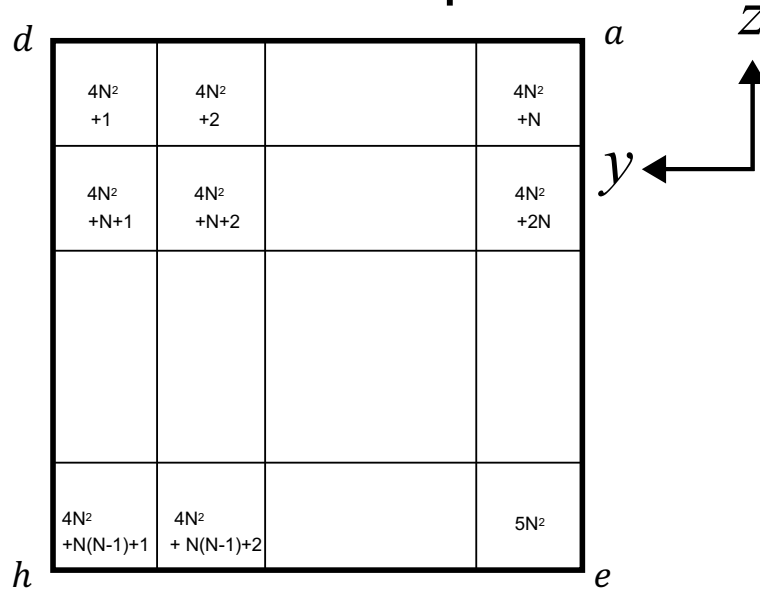 d
a
z
4N²
+1
4N²
+2
4N²
+N
y
4N²
+N+1
4N²
+N+2
4N²
+2N
4N²
+N(N-1)+1
4N²
+ N(N-1)+2
5N²
h
e